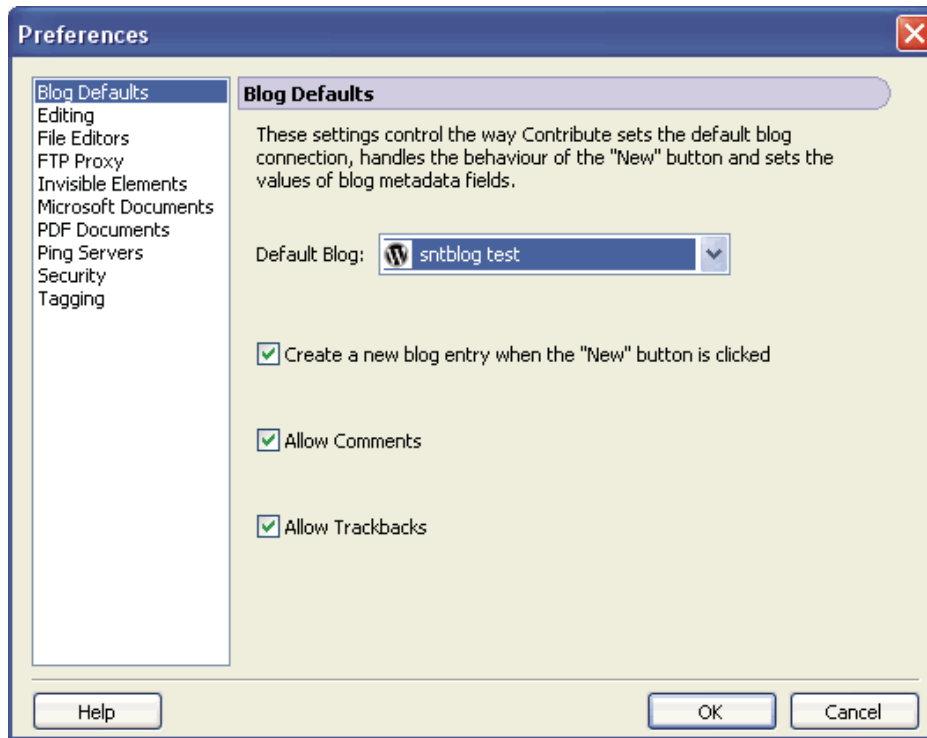 Preferences
Blog Defaults
Editing
File Editors
FTP Proxy
Invisible Elements
Microsoft Documents
PDF Documents
Ping Servers
Security
Tagging
Blog Defaults
These settings control the way Contribute sets the default blog
connection, handles the behaviour of the "New" button and sets the
values of blog metadata fields.
Default Blog: sntblog test
Create a new blog entry when the "New" button is clicked
Allow Comments
Allow Trackbacks
Help OK Cancel